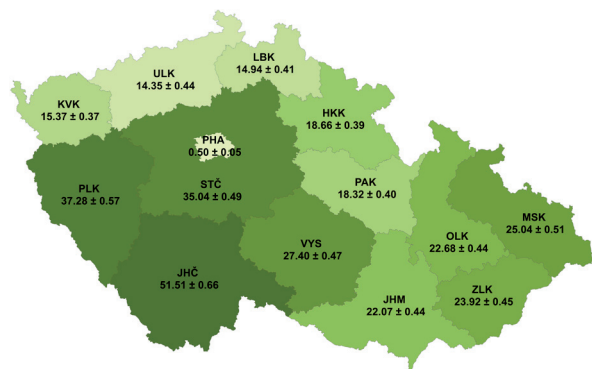 LBK
14.94 ± 0.41
ULK
14.35 ± 0.44
KVK
15.37 ± 0.37
HKK
18.66 ± 0.39
PHA
0.50 ± 0.05
STČ
35.04 ± 0.49
PLK
37.28 ± 0.57
PAK
18.32 ± 0.40
MSK
25.04 ± 0.51
OLK
22.68 ± 0.44
VYS
27.40 ± 0.47
JHČ
51.51 ± 0.66
ZLK
23.92 ± 0.45
JHM
22.07 ± 0.44